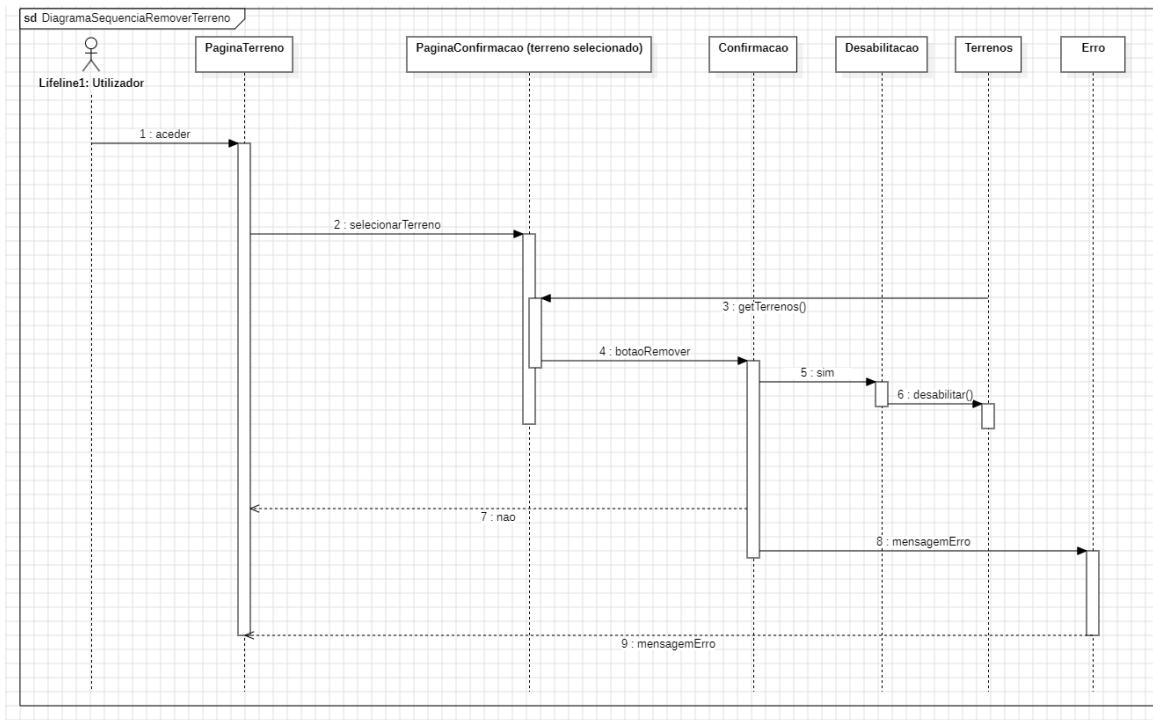 sd DiagramaSequenciaRemoverTerreno
PaginaTerreno
PaginaConfirmacao (terreno selecionado)
Confirmacao
Desabilitacao
Terrenos
Erro
Lifeline1: Utilizador
1 : aceder
2 : selecionarTerreno
3 : getTerrenos()
4 : botaoRemover
5 : sim
6 : desabilitar()
7 : nao
8 : mensagemErro
9 : mensagemErro